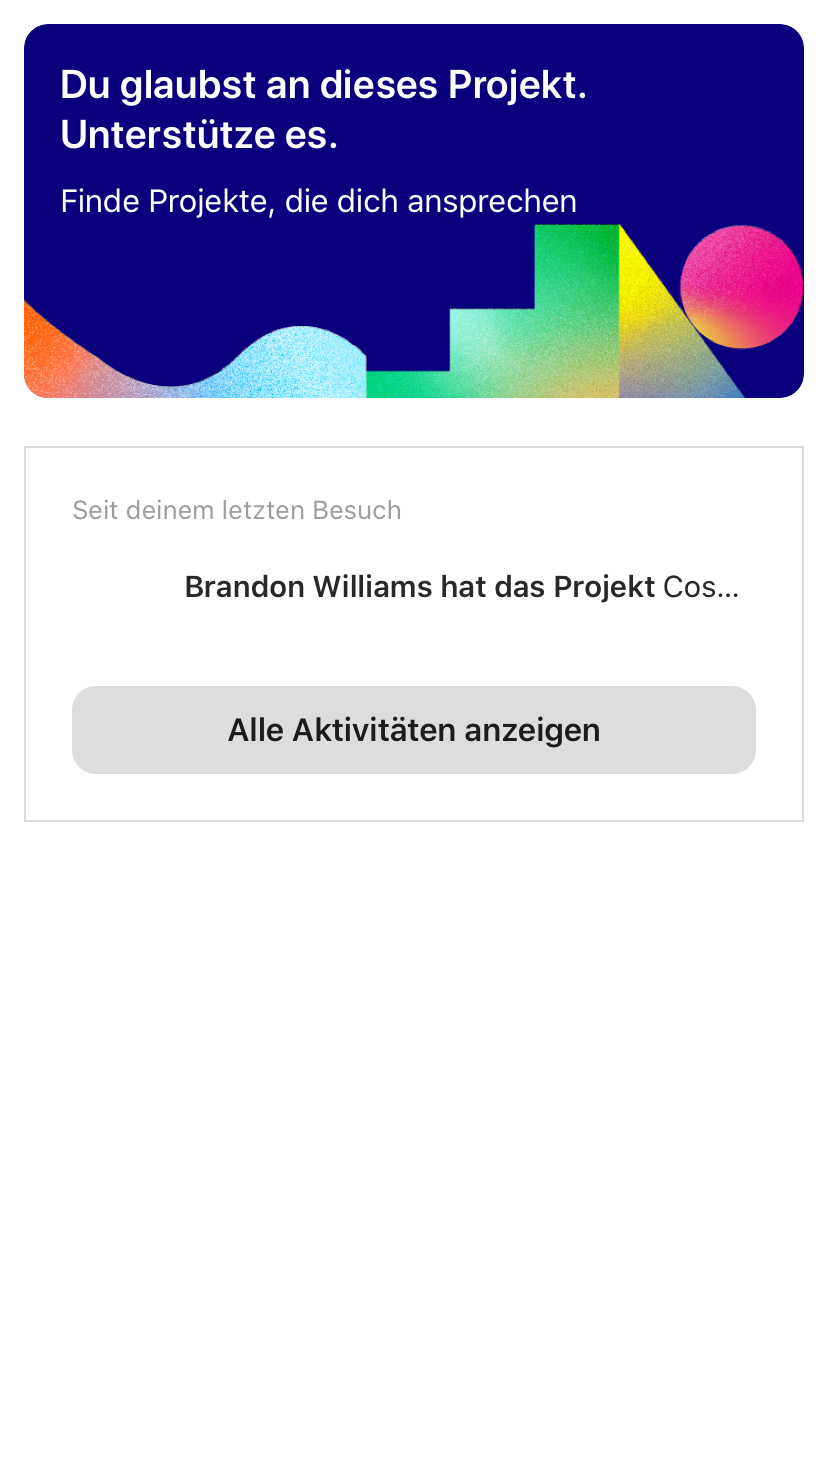 Du glaubst an dieses Projekt.
Unterstütze es.
Finde Projekte, die dich ansprechen
Seit deinem letzten Besuch
Brandon Williams hat das Projekt Cos...
Alle Aktivitäten anzeigen